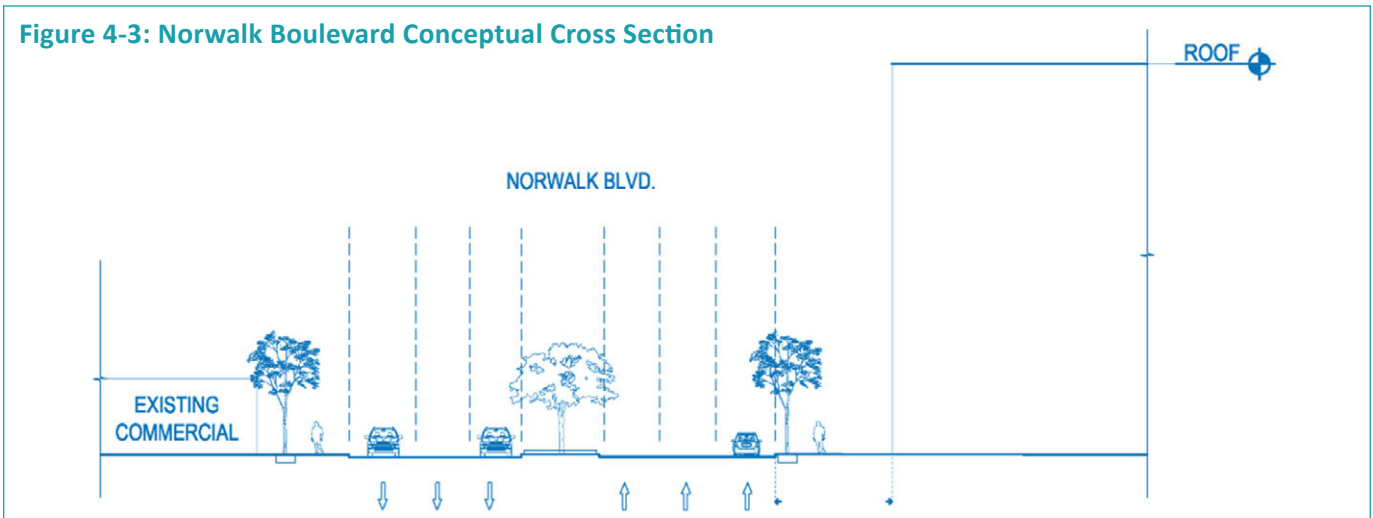 Figure 4-3: Norwalk Boulevard Conceptual Cross Section
ROOF
NORWALK BLVD.
EXISTING
COMMERCIAL